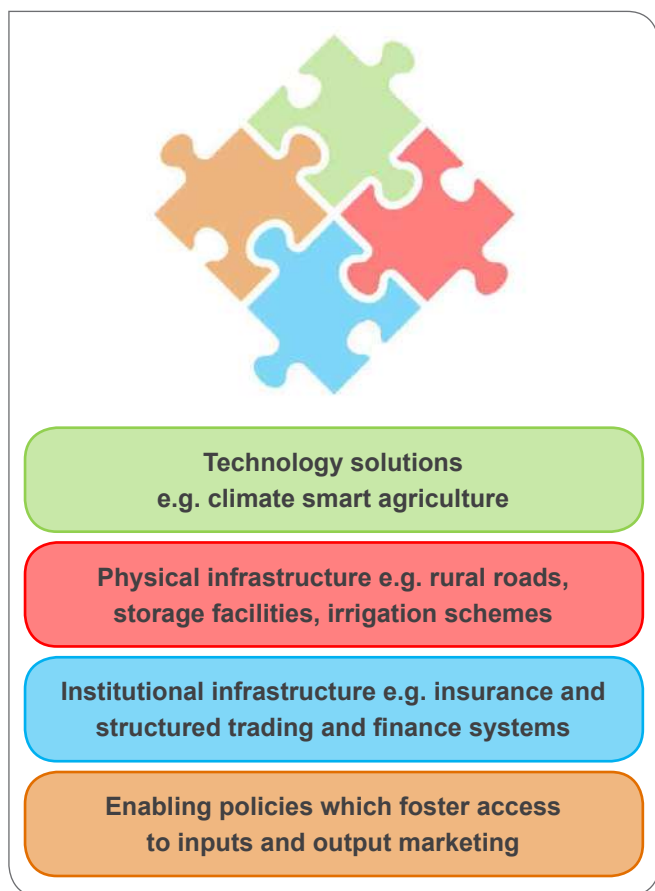 Technology solutions
e.g. climate smart agriculture
Physical infrastructure e.g. rural roads,
storage facilities, irrigation schemes
Institutional infrastructure e.g. insurance and
structured trading and finance systems
Enabling policies which foster access
to inputs and output marketing